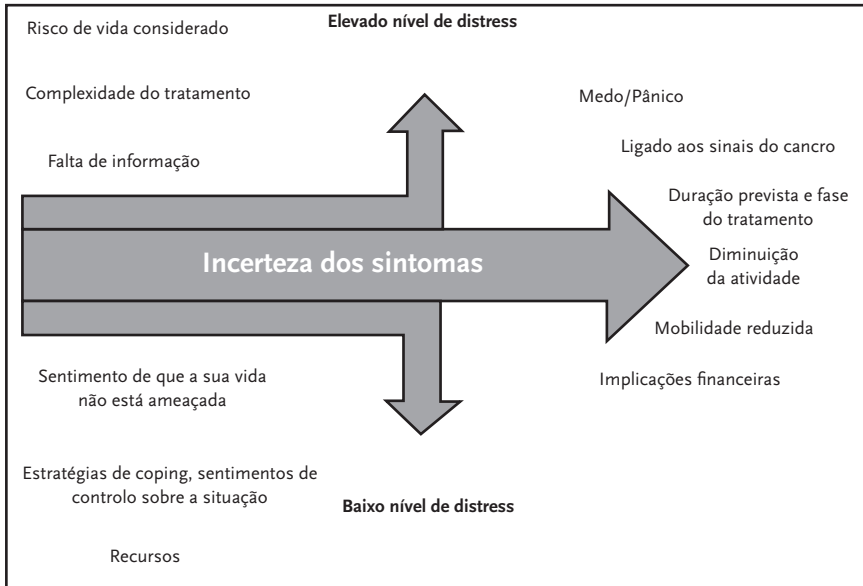 Risco de vida considerado
Elevado nível de distress
Complexidade do tratamento
Medo/Pânico
Ligado aos sinais do cancro
Falta de informação
Duração prevista e fase
do tratamento
Incerteza dos sintomas
Diminuição
da atividade
Mobilidade reduzida
Sentimento de que a sua vida
não está ameaçada
Implicações financeiras
Estratégias de coping, sentimentos de
controlo sobre a situação
Baixo nível de distress
Recursos